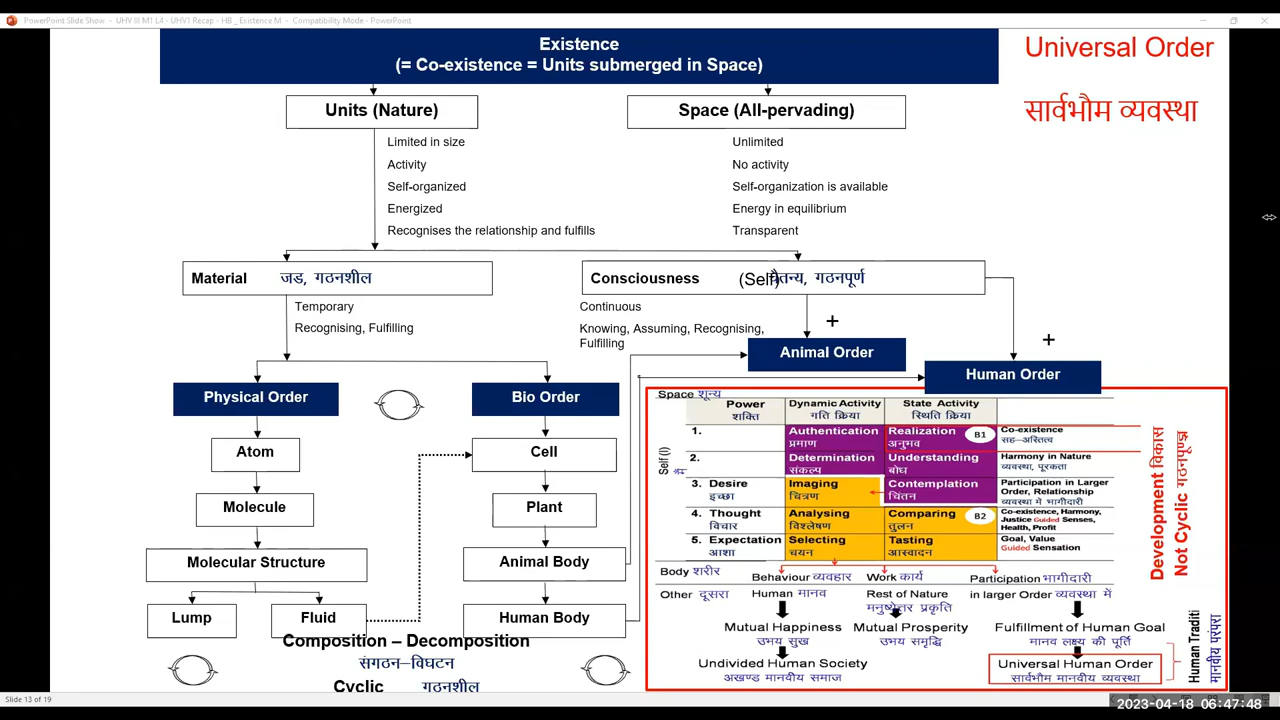 PowerPoint Slide Show - UHV III M1 L4 - UHV1 Recap - HB _ Existence M - Compatibility Mode - PowerPoint
Existence
(= Co-existence = Units submerged in Space)
Universal Order
सार्वभौम व्यवस्था
Units (Nature)
Space (All-pervading)
Limited in size
Activity
Self-organized
Energized
Recognises the relationship and fulfills
Unlimited
No activity
Self-organization is available
Energy in equilibrium
Transparent
Material जड, गठनशील
Consciousness (Self) चैतन्य, गठनपूर्ण
Temporary
Recognising, Fulfilling
Continuous
Knowing, Assuming, Recognising,
Fulfilling
+
+
Animal Order
Human Order
Physical Order
Bio Order
Atom
Cell
Molecule
Plant
Molecular Structure
Animal Body
Lump
Fluid
Human Body
Composition – Decomposition
संगठन–विघटन
Cyclic गठनशील
Space शून्य
Power Dynamic Activity State Activity
शक्ति गति क्रिया स्थिति क्रिया
Self (I)
1. Authentication Realization B1 Co-existence
प्रमाण अनुभव सह–अस्तित्व
2. Determination Understanding Harmony in Nature
संकल्प बोध व्यवस्था, पूरकता
3. Desire Imaging Contemplation Participation in Larger
Order, Relationship
इच्छा चित्रण चिंतन व्यवस्था में भागीदारी
4. Thought Analysing Comparing B2 Co-existence, Harmony,
Justice Guided Senses,
विचार विश्लेषण तुलन Health, Profit
5. Expectation Selecting Tasting Goal, Value
आशा चयन आस्वादन Guided Sensation
Body शरीर Behaviour व्यवहार Work कार्य Participation भागीदारी
Other दूसरा Human मानव Rest of Nature in larger Order व्यवस्था में
मनुष्येत्तर प्रकृति
Mutual Happiness Mutual Prosperity Fulfillment of Human Goal
उभय सुख उभय समृद्धि मानव लक्ष्य की पूर्ति
Undivided Human Society Universal Human Order
अखण्ड मानवीय समाज सार्वभौम मानवीय व्यवस्था
Development विकास
Not Cyclic
Human Traditi
मानवीय परंपरा
Slide 13 of 19
2023-04-18 06:47:48